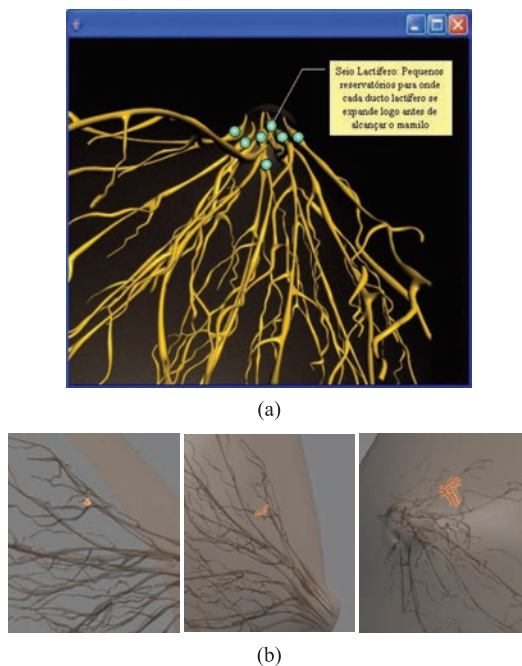 Seio Lactífero: Pequenos
reservatórios para onde
cada ducto lactífero se
expande logo antes de
alcançar o mamilo
(a)
(b)